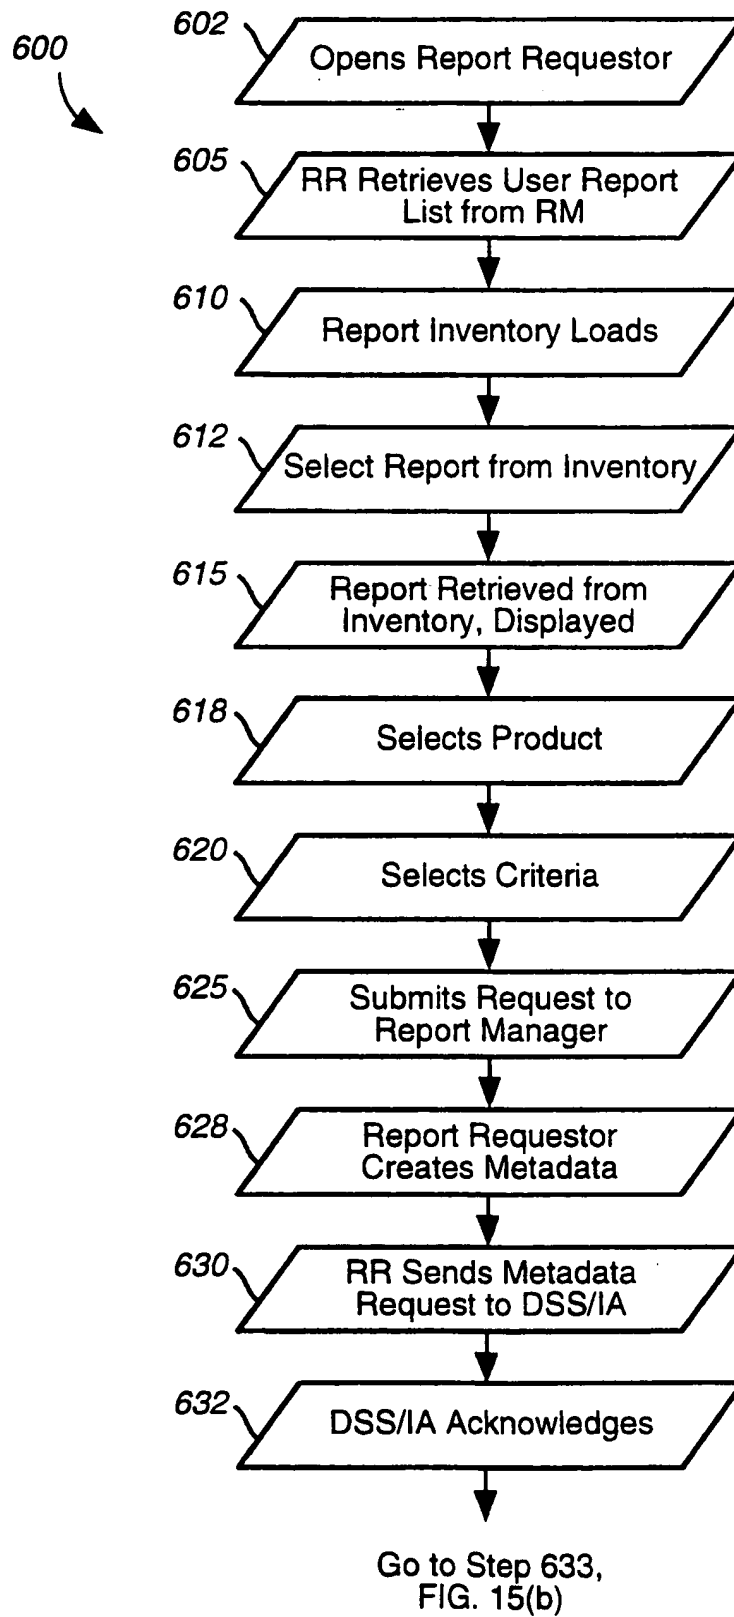 600
602
Opens Report Requestor
605
RR Retrieves User Report
List from RM
610
Report Inventory Loads
612
Select Report from Inventory
615
Report Retrieved from
Inventory, Displayed
618
Selects Product
620
Selects Criteria
625
Submits Request to
Report Manager
628
Report Requestor
Creates Metadata
630
RR Sends Metadata
Request to DSS/IA
632
DSS/IA Acknowledges
Go to Step 633,
FIG. 15(b)